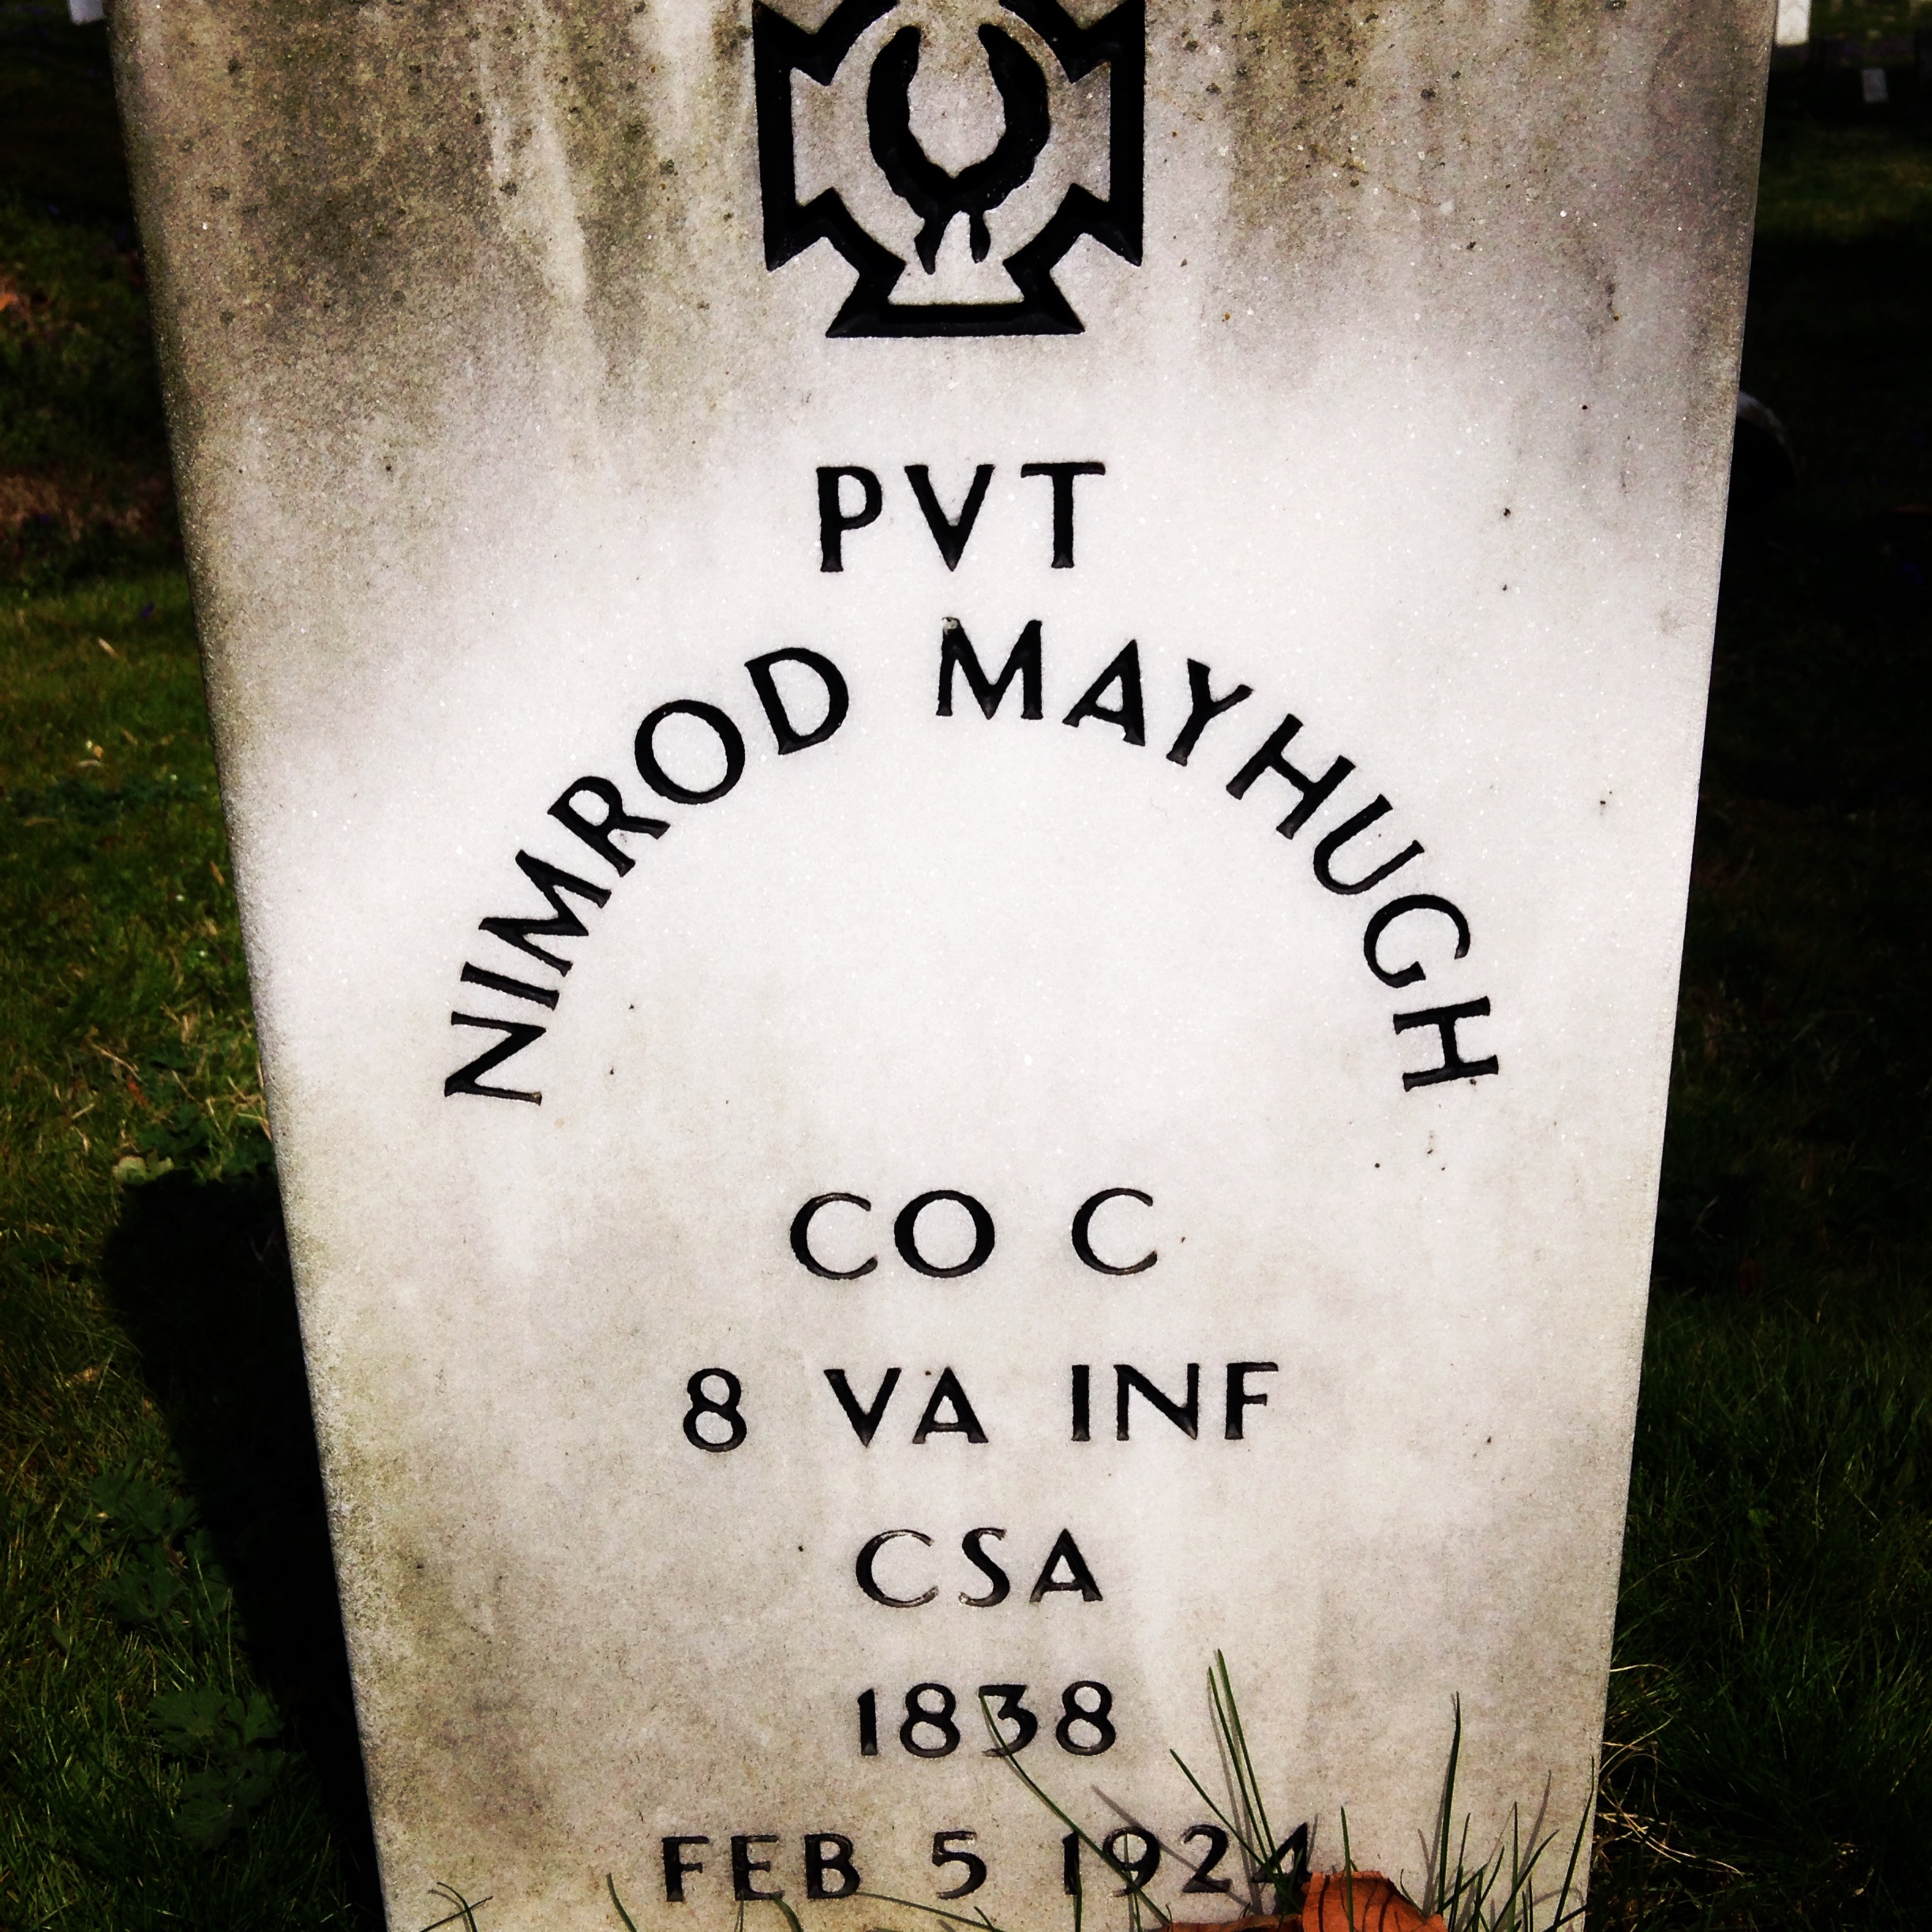 PVT
NIMROD MAYHUGH
CO C
8 VA INF
CSA
1838
FEB 5 1924